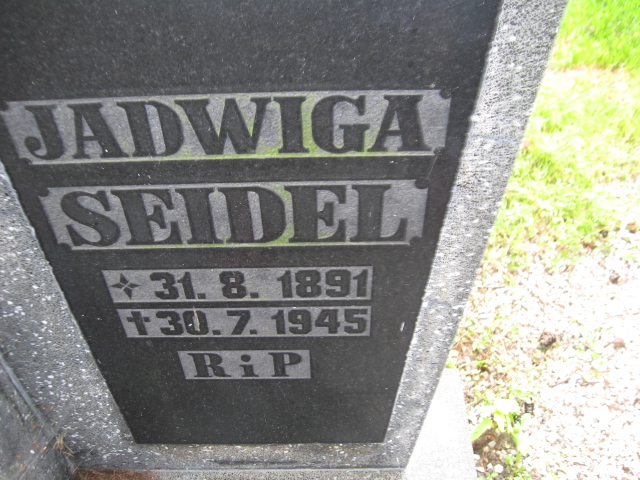 JADWIGA
SEIDEL
✧ 31. 8. 1891
† 30. 7. 1945
RiP